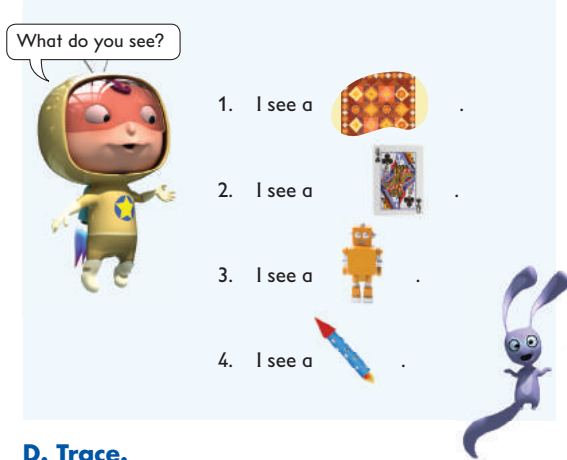 What do you see?
1. I see a .
2. I see a .
3. I see a .
4. I see a .
D. Trace.